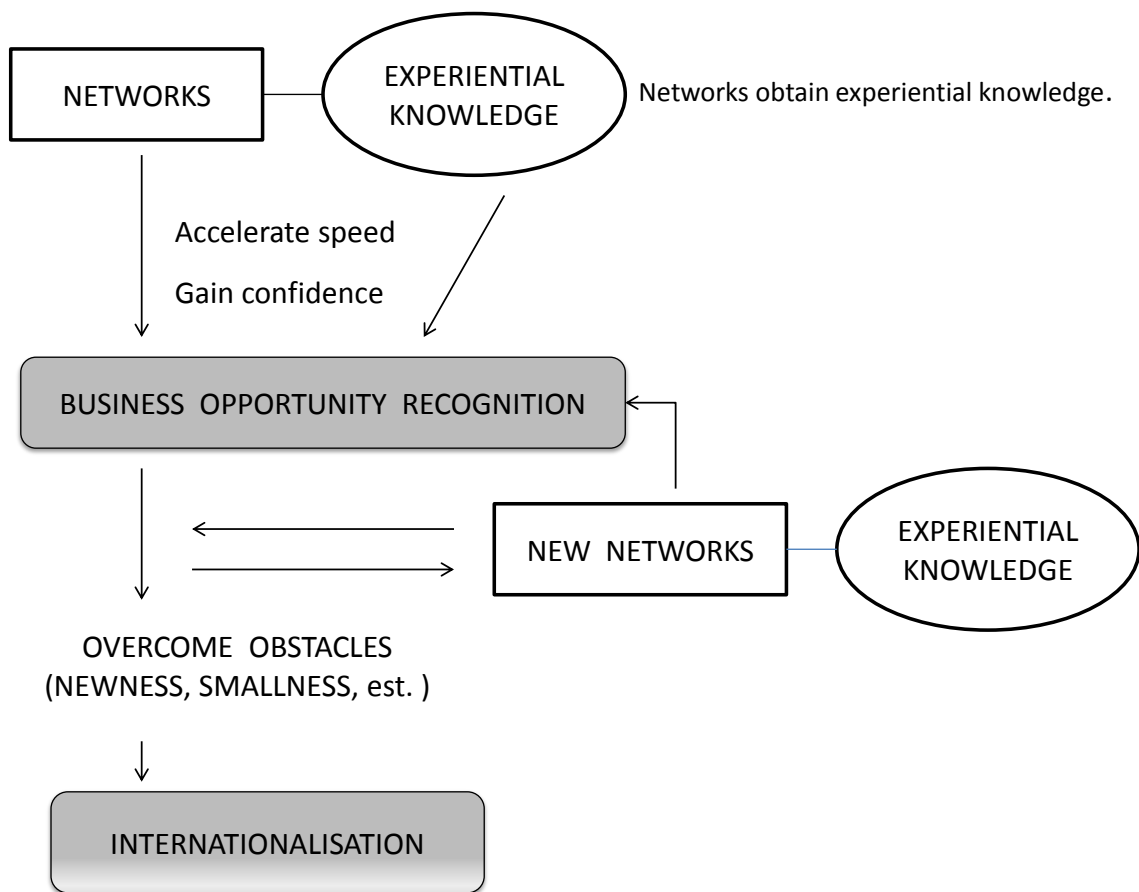 NETWORKS
EXPERIENTIAL
KNOWLEDGE
Networks obtain experiential knowledge.
Accelerate speed
Gain confidence
BUSINESS OPPORTUNITY RECOGNITION
NEW NETWORKS
EXPERIENTIAL
KNOWLEDGE
OVERCOME OBSTACLES
(NEWNESS, SMALLNESS, est. )
INTERNATIONALISATION